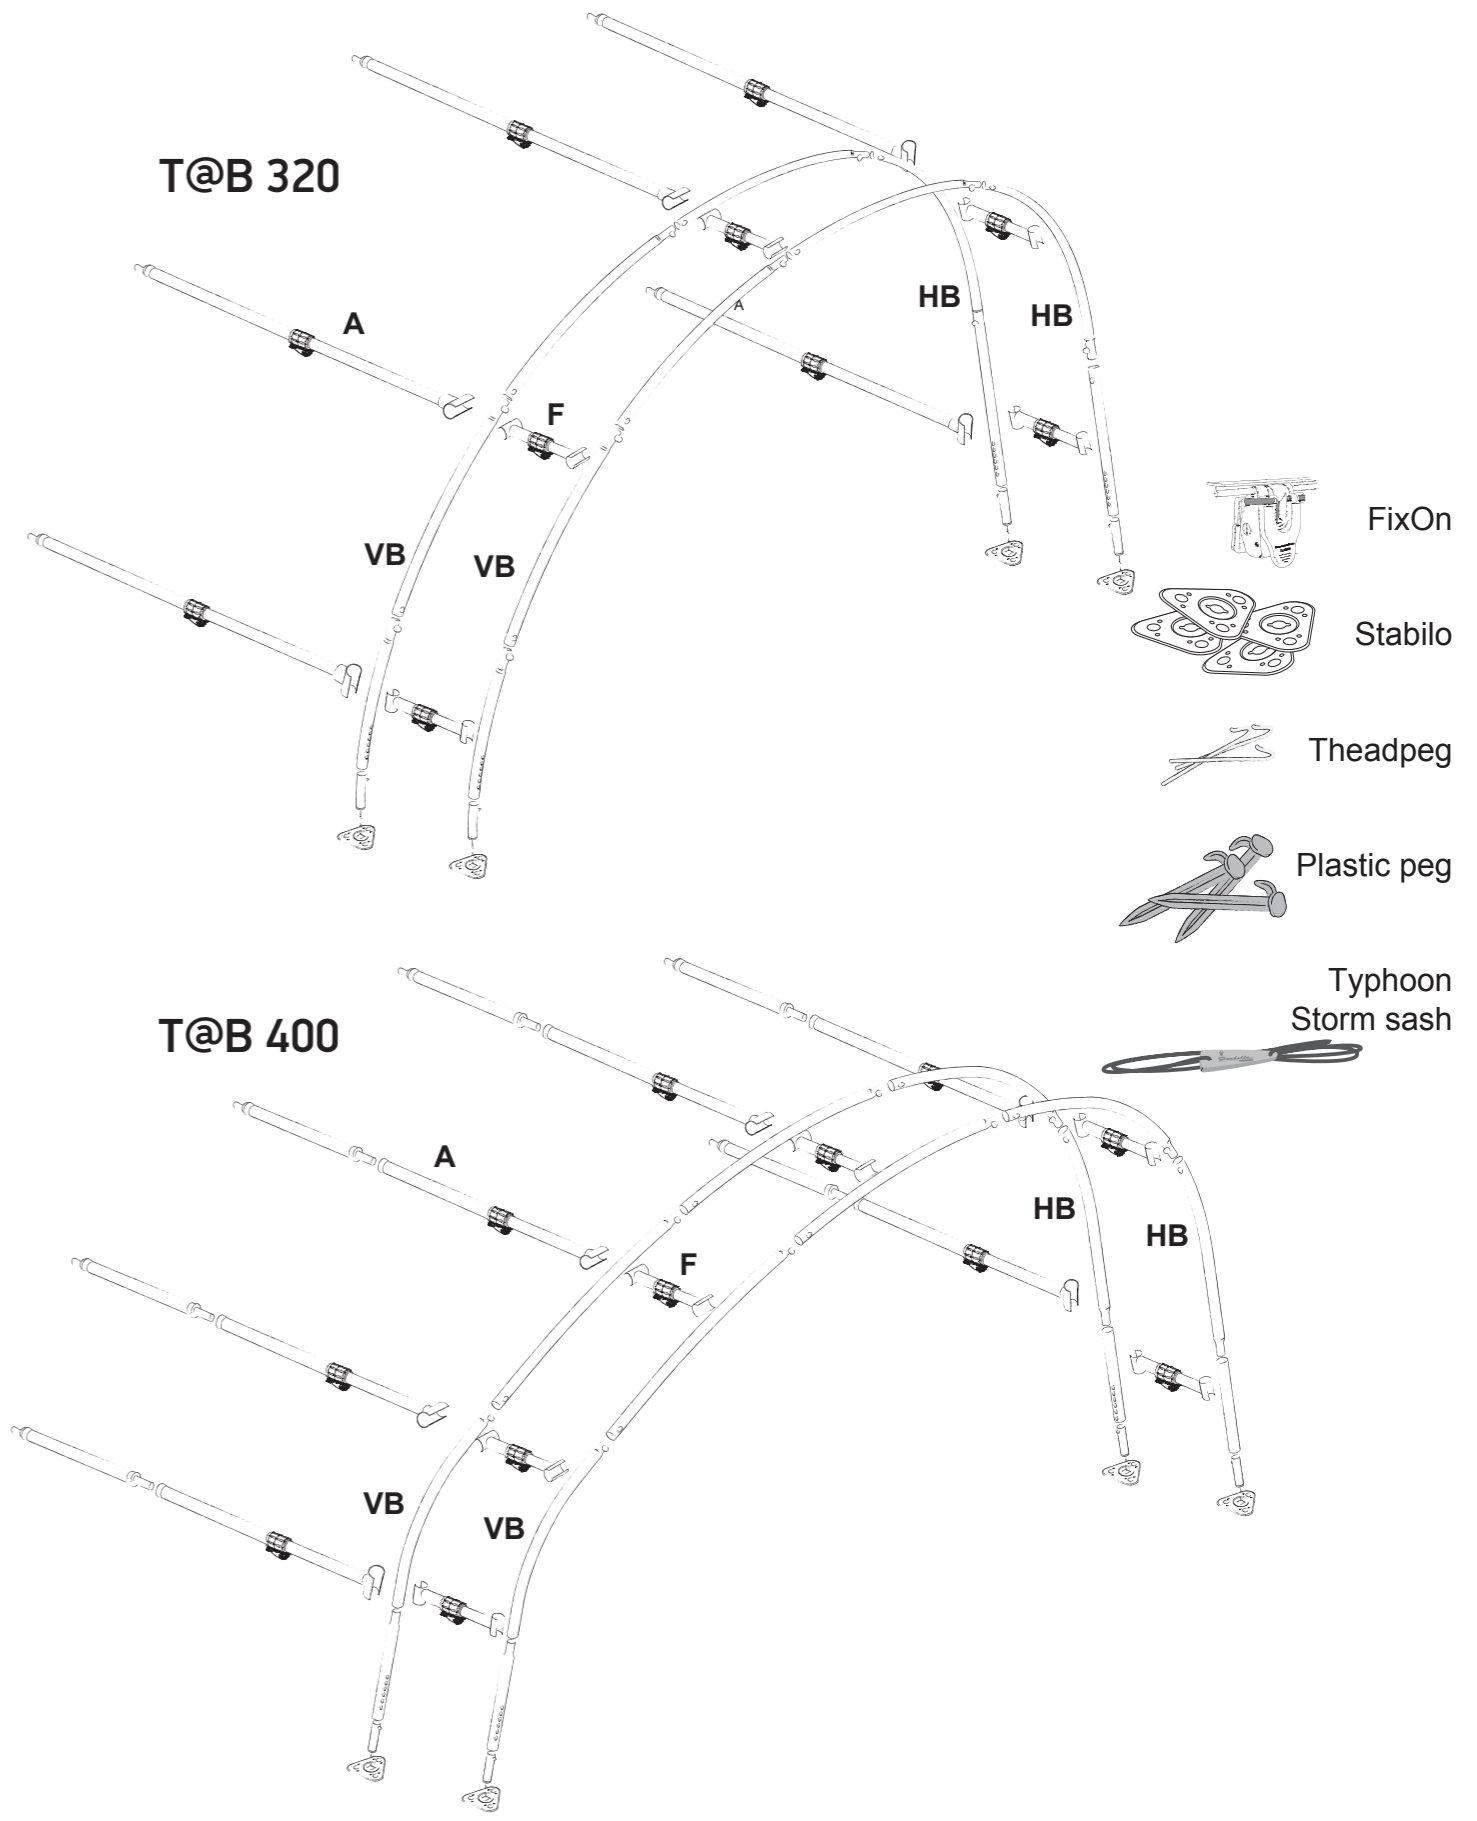 T@B 320
A
A
F
HB
HB
VB
VB
FixOn
Stabilo
Theadpeg
Plastic peg
Typhoon
Storm sash
T@B 400
A
F
HB
HB
VB
VB